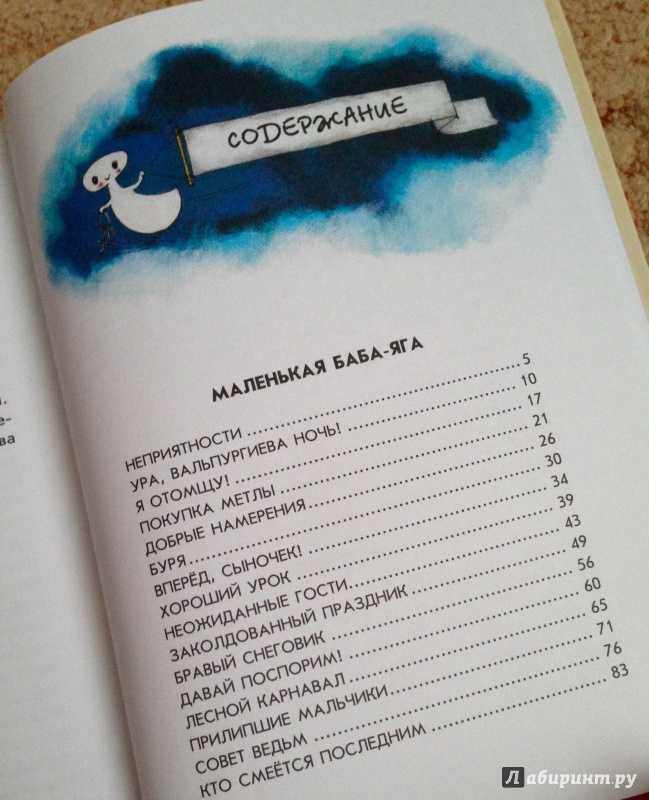 СОДЕРЖАНИЕ
МАЛЕНЬКАЯ БАБА-ЯГА
НЕПРИЯТНОСТИ 5
УРА, ВАЛЬПУРГИЕВА НОЧЬ! 10
Я ОТОМЩУ! 17
ПОКУПКА МЕТЛЫ 21
ДОБРЫЕ НАМЕРЕНИЯ 26
БУРЯ 30
ВПЕРЁД, СЫНОЧЕК! 34
ХОРОШИЙ УРОК 39
НЕОЖИДАННЫЕ ГОСТИ 43
ЗАКОЛДОВАННЫЙ ПРАЗДНИК 49
БРАВЫЙ СНЕГОВИК 56
ДАВАЙ ПОСПОРИМ! 60
ЛЕСНОЙ КАРНАВАЛ 65
ПРИЛИПШИЕ МАЛЬЧИКИ 71
СОВЕТ ВЕДЬМ 76
КТО СМЕЁТСЯ ПОСЛЕДНИМ 83
Лабиринт.ру